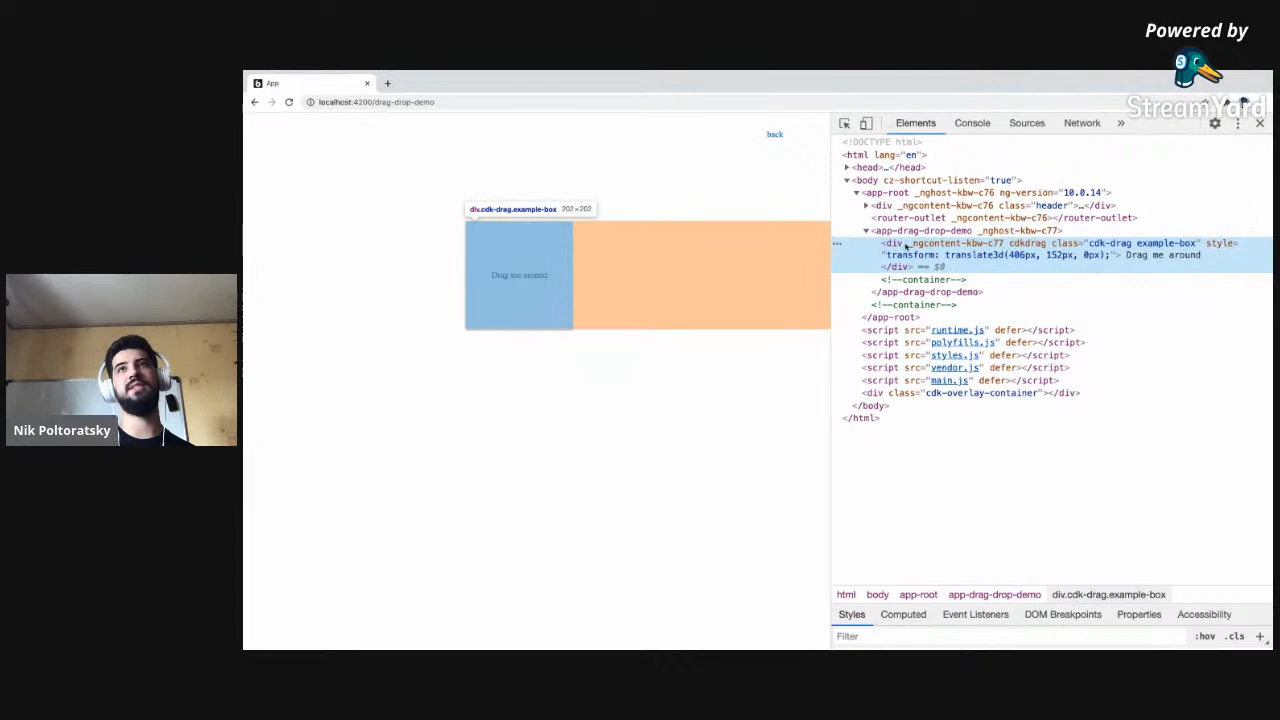 Powered by
StreamYard
App
localhost:4200/drag-drop-demo
back
div.cdk-drag.example-box 202×202
Drag me around
Elements
Console
Sources
Network
<!DOCTYPE html>
<html lang="en">
<head>…</head>
<body cz-shortcut-listen="true">
<app-root _nghost-kbw-c76 ng-version="10.0.14">
<div _ngcontent-kbw-c76 class="header">…</div>
<router-outlet _ngcontent-kbw-c76></router-outlet>
<app-drag-drop-demo _nghost-kbw-c77>
<div _ngcontent-kbw-c77 cdkdrag class="cdk-drag example-box" style=
"transform: translate3d(406px, 152px, 0px);"> Drag me around
</div> == $0
<!--container-->
</app-drag-drop-demo>
<!--container-->
</app-root>
<script src="runtime.js" defer></script>
<script src="polyfills.js" defer></script>
<script src="styles.js" defer></script>
<script src="vendor.js" defer></script>
<script src="main.js" defer></script>
<div class="cdk-overlay-container"></div>
</body>
</html>
html body app-root app-drag-drop-demo div.cdk-drag.example-box
Styles Computed Event Listeners DOM Breakpoints Properties Accessibility
Filter
:hov .cls
Nik Poltoratsky